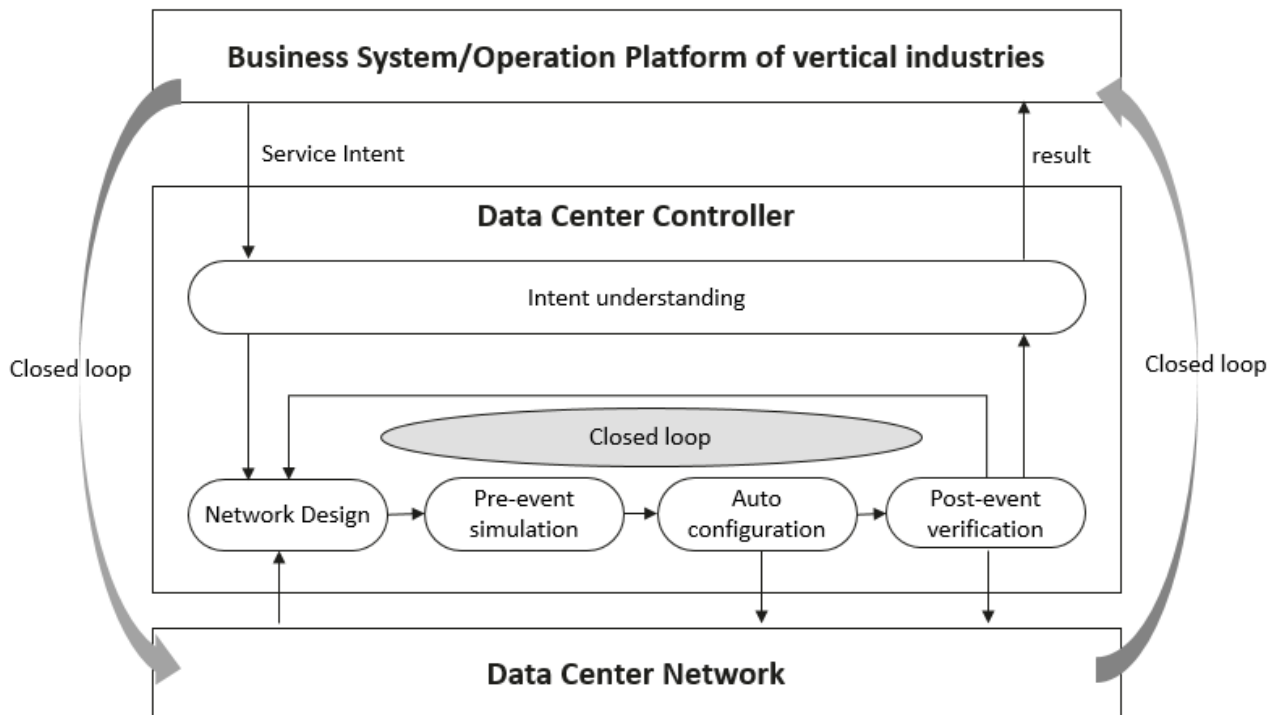 Business System/Operation Platform of vertical industries
Service Intent
result
Data Center Controller
Intent understanding
Closed loop
Closed loop
Closed loop
Network Design
Pre-event
simulation
Auto
configuration
Post-event
verification
Data Center Network